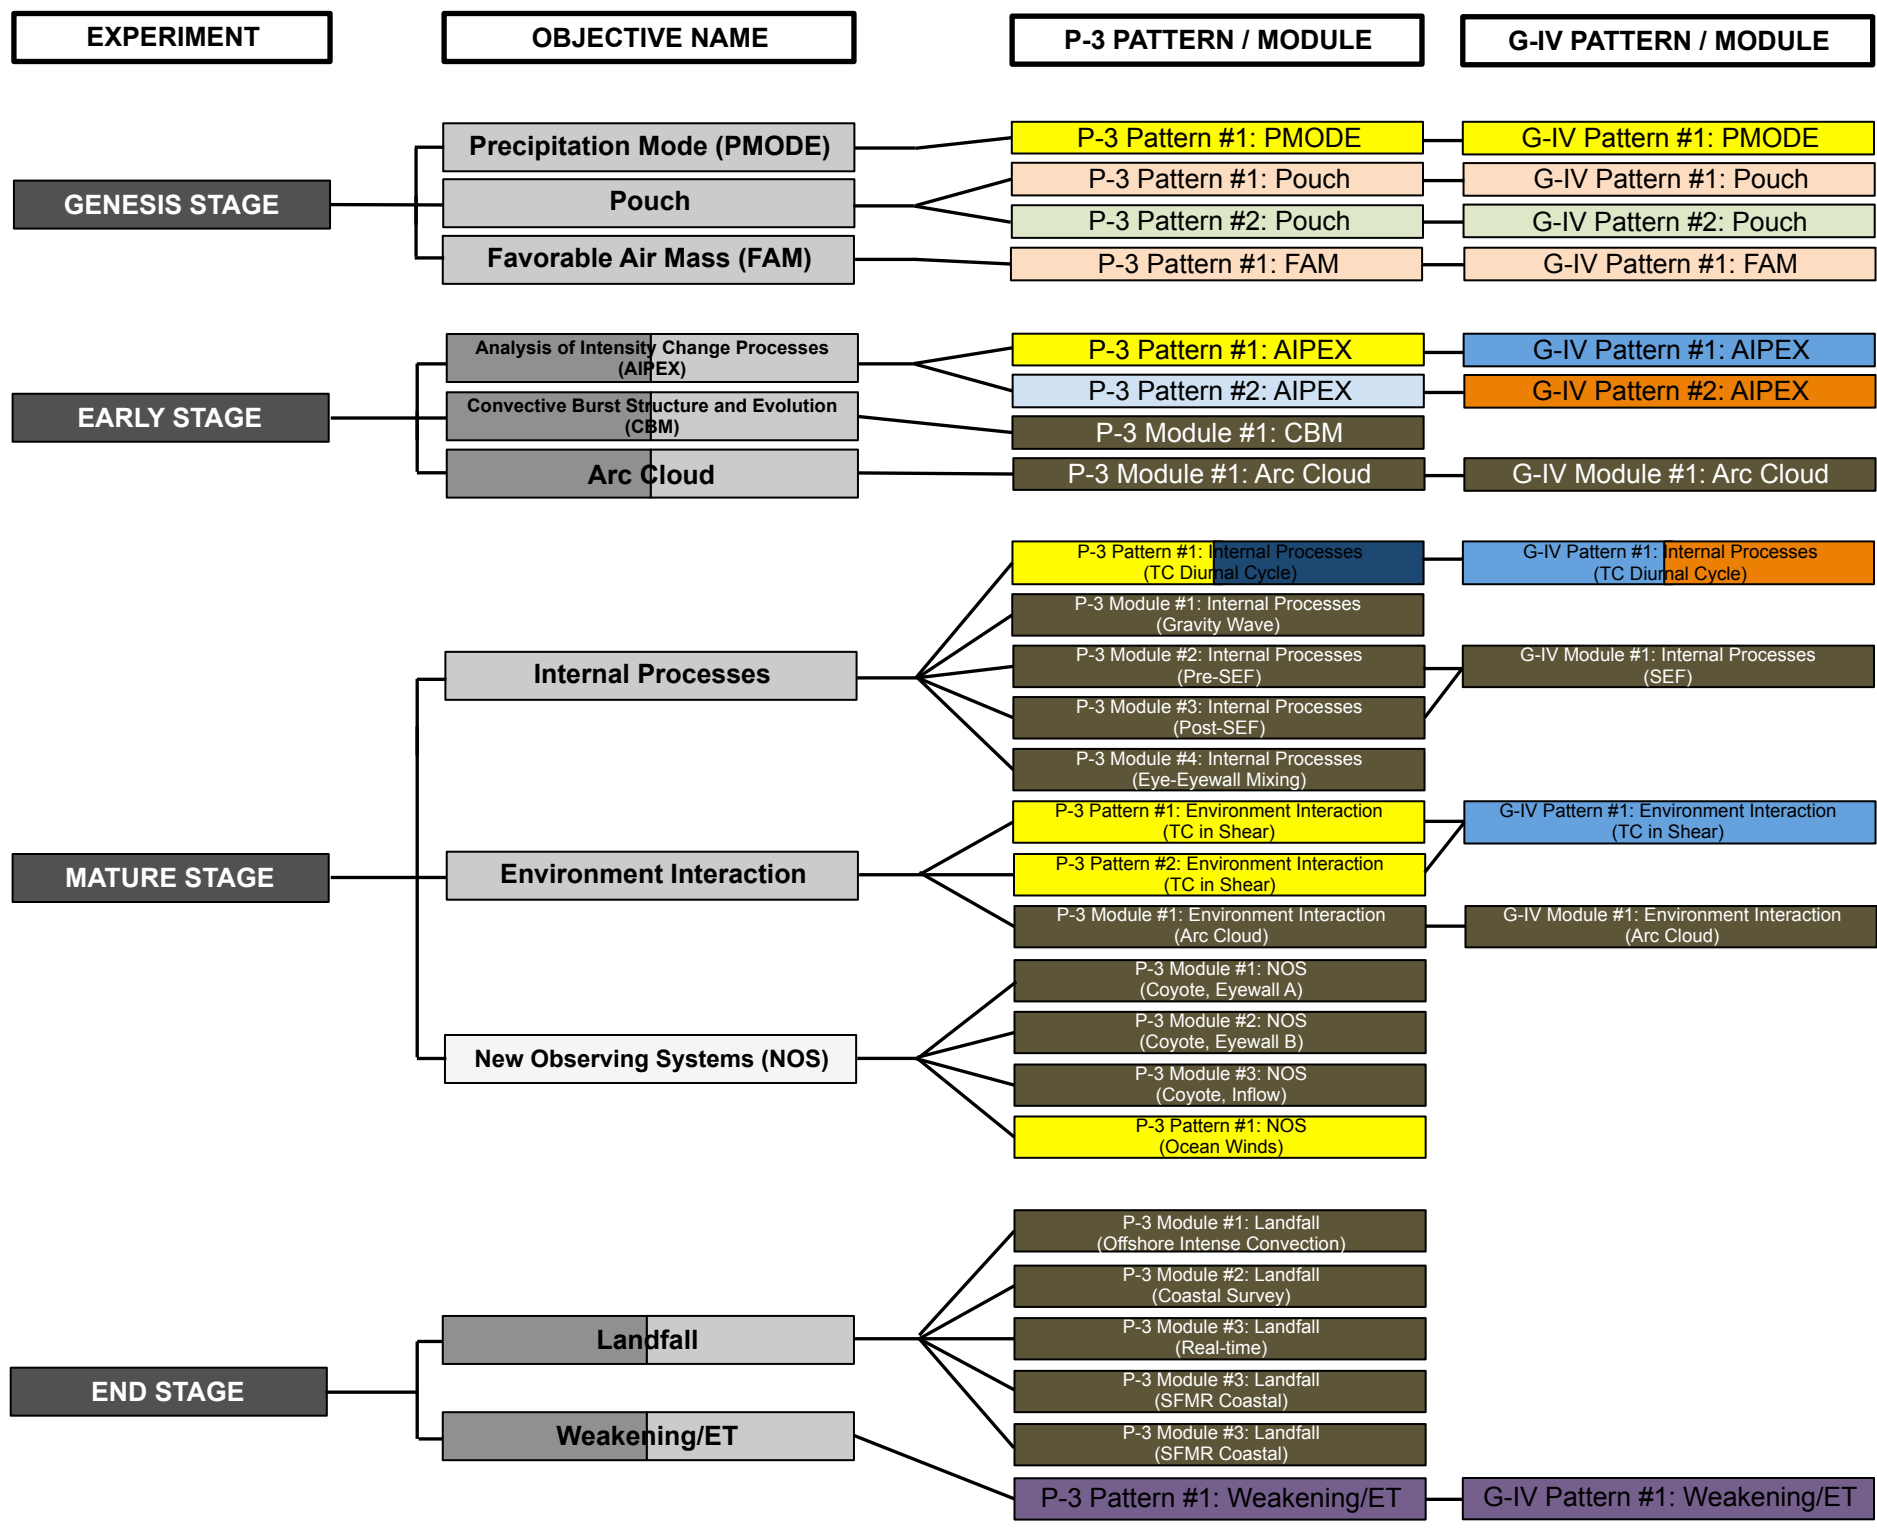 EXPERIMENT
OBJECTIVE NAME
P-3 PATTERN / MODULE
G-IV PATTERN / MODULE
GENESIS STAGE
Precipitation Mode (PMODE)
P-3 Pattern #1: PMODE
G-IV Pattern #1: PMODE
Pouch
P-3 Pattern #1: Pouch
G-IV Pattern #1: Pouch
P-3 Pattern #2: Pouch
G-IV Pattern #2: Pouch
Favorable Air Mass (FAM)
P-3 Pattern #1: FAM
G-IV Pattern #1: FAM
EARLY STAGE
Analysis of Intensity Change Processes
(AIPEX)
P-3 Pattern #1: AIPEX
G-IV Pattern #1: AIPEX
P-3 Pattern #2: AIPEX
G-IV Pattern #2: AIPEX
Convective Burst Structure and Evolution
(CBM)
P-3 Module #1: CBM
Arc Cloud
P-3 Module #1: Arc Cloud
G-IV Module #1: Arc Cloud
MATURE STAGE
Internal Processes
P-3 Pattern #1: Internal Processes
(TC Diurnal Cycle)
G-IV Pattern #1: Internal Processes
(TC Diurnal Cycle)
P-3 Module #1: Internal Processes
(Gravity Wave)
P-3 Module #2: Internal Processes
(Pre-SEF)
G-IV Module #1: Internal Processes
(SEF)
P-3 Module #3: Internal Processes
(Post-SEF)
P-3 Module #4: Internal Processes
(Eye-Eyewall Mixing)
Environment Interaction
P-3 Pattern #1: Environment Interaction
(TC in Shear)
G-IV Pattern #1: Environment Interaction
(TC in Shear)
P-3 Pattern #2: Environment Interaction
(TC in Shear)
P-3 Module #1: Environment Interaction
(Arc Cloud)
G-IV Module #1: Environment Interaction
(Arc Cloud)
New Observing Systems (NOS)
P-3 Module #1: NOS
(Coyote, Eyewall A)
P-3 Module #2: NOS
(Coyote, Eyewall B)
P-3 Module #3: NOS
(Coyote, Inflow)
P-3 Pattern #1: NOS
(Ocean Winds)
END STAGE
Landfall
P-3 Module #1: Landfall
(Offshore Intense Convection)
P-3 Module #2: Landfall
(Coastal Survey)
P-3 Module #3: Landfall
(Real-time)
P-3 Module #3: Landfall
(SFMR Coastal)
P-3 Module #3: Landfall
(SFMR Coastal)
Weakening/ET
P-3 Pattern #1: Weakening/ET
G-IV Pattern #1: Weakening/ET